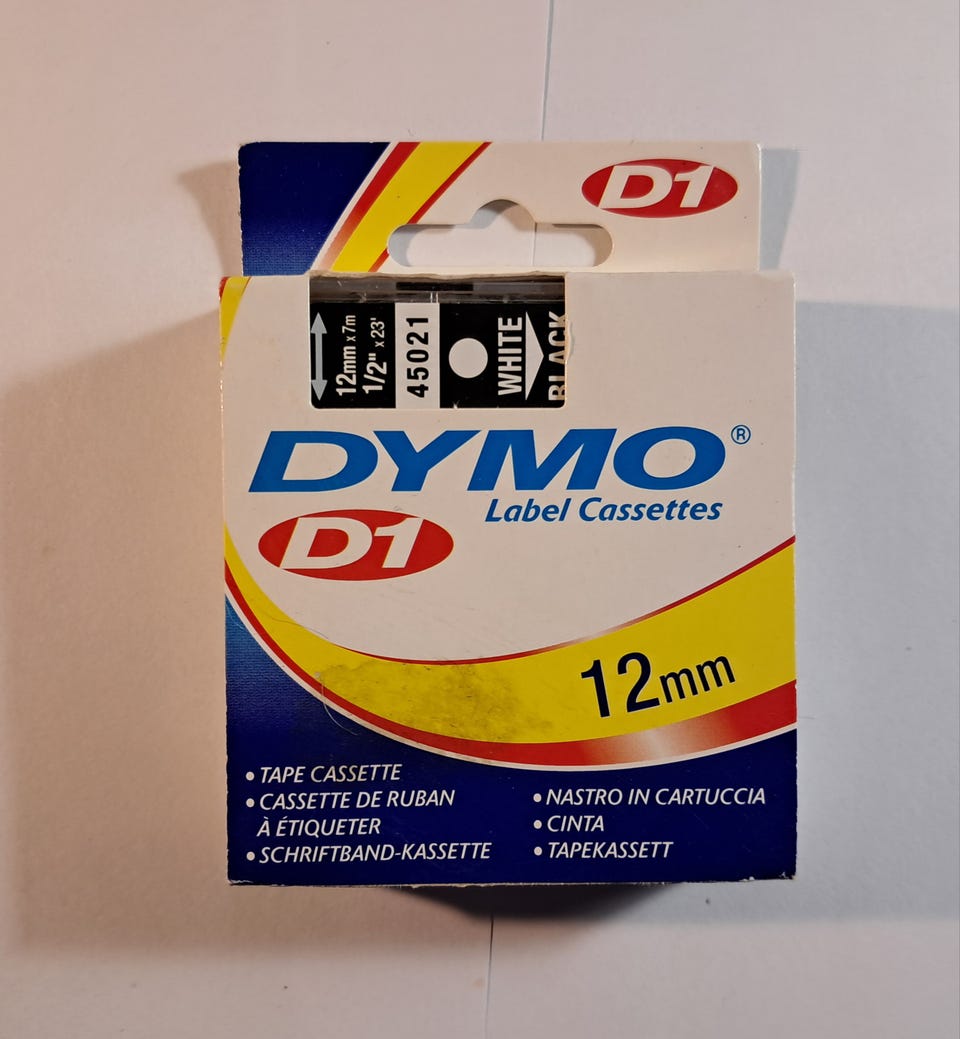 D1
12mm x 7m
1/2" x 23'
45021
WHITE
BLACK
DYMO®
Label Cassettes
D1
12mm
• TAPE CASSETTE
• CASSETTE DE RUBAN
À ÉTIQUETER
• SCHRIFTBAND-KASSETTE
• NASTRO IN CARTUCCIA
• CINTA
• TAPEKASSETT